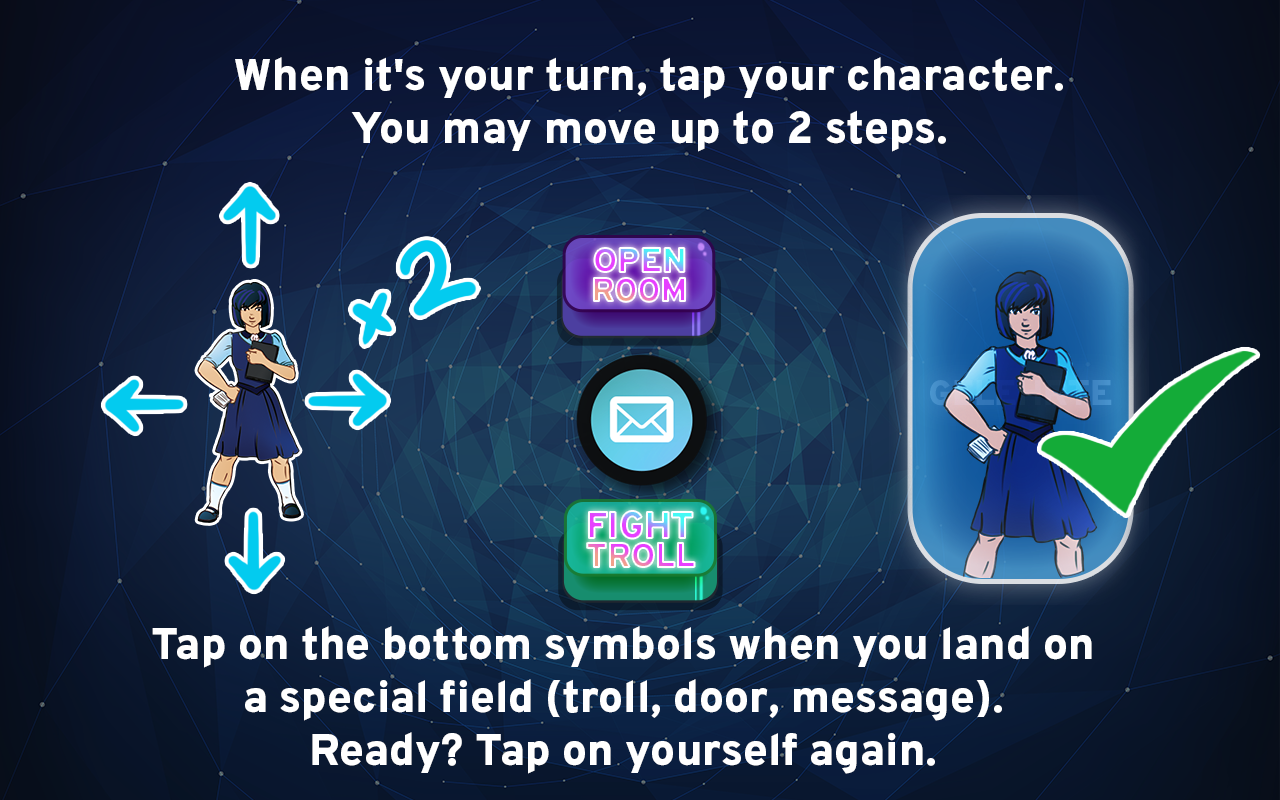 When it's your turn, tap your character.
You may move up to 2 steps.
x2
OPEN
ROOM
FIGHT
TROLL
Tap on the bottom symbols when you land on
a special field (troll, door, message).
Ready? Tap on yourself again.